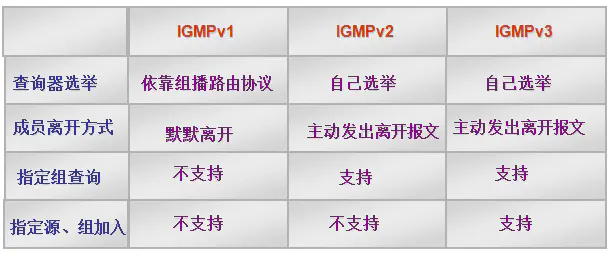 IGMPv1 IGMPv2 IGMPv3
查询器选举 依靠组播路由协议 自己选举 自己选举
成员离开方式 默默离开 主动发出离开报文 主动发出离开报文
指定组查询 不支持 支持 支持
指定源、组加入 不支持 不支持 支持